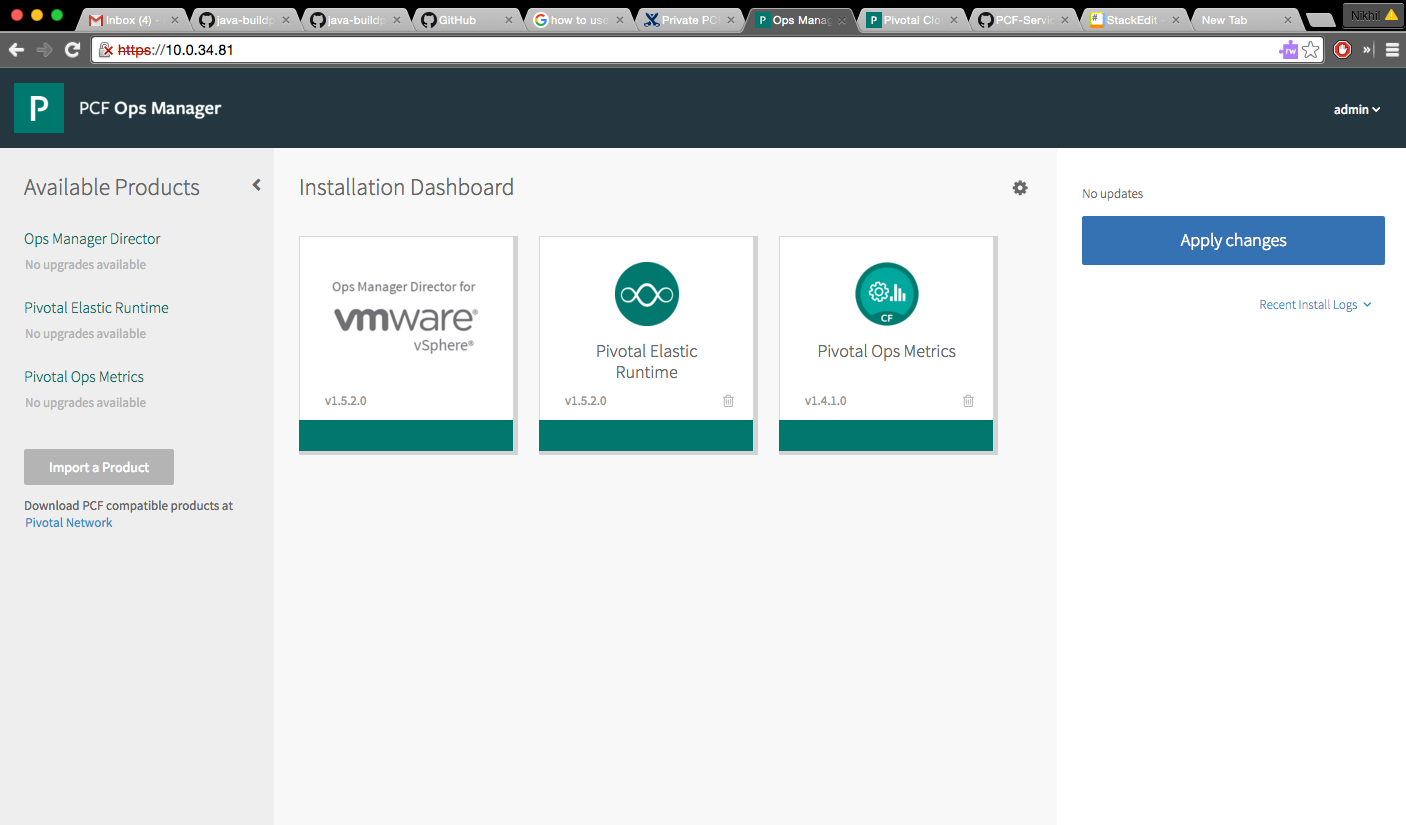 Inbox (4) -
java-buildp
java-buildp
GitHub
how to use
Private PCF
Ops Manag
Pivotal Clo
PCF-Servic
StackEdit -
New Tab
Nikhil
https://10.0.34.81
rw
»
P
PCF Ops Manager
admin
Available Products
Ops Manager Director
No upgrades available
Pivotal Elastic Runtime
No upgrades available
Pivotal Ops Metrics
No upgrades available
Import a Product
Download PCF compatible products at
Pivotal Network
Installation Dashboard
Ops Manager Director for
vmware®
vSphere®
v1.5.2.0
Pivotal Elastic
Runtime
v1.5.2.0
CF
Pivotal Ops Metrics
v1.4.1.0
No updates
Apply changes
Recent Install Logs